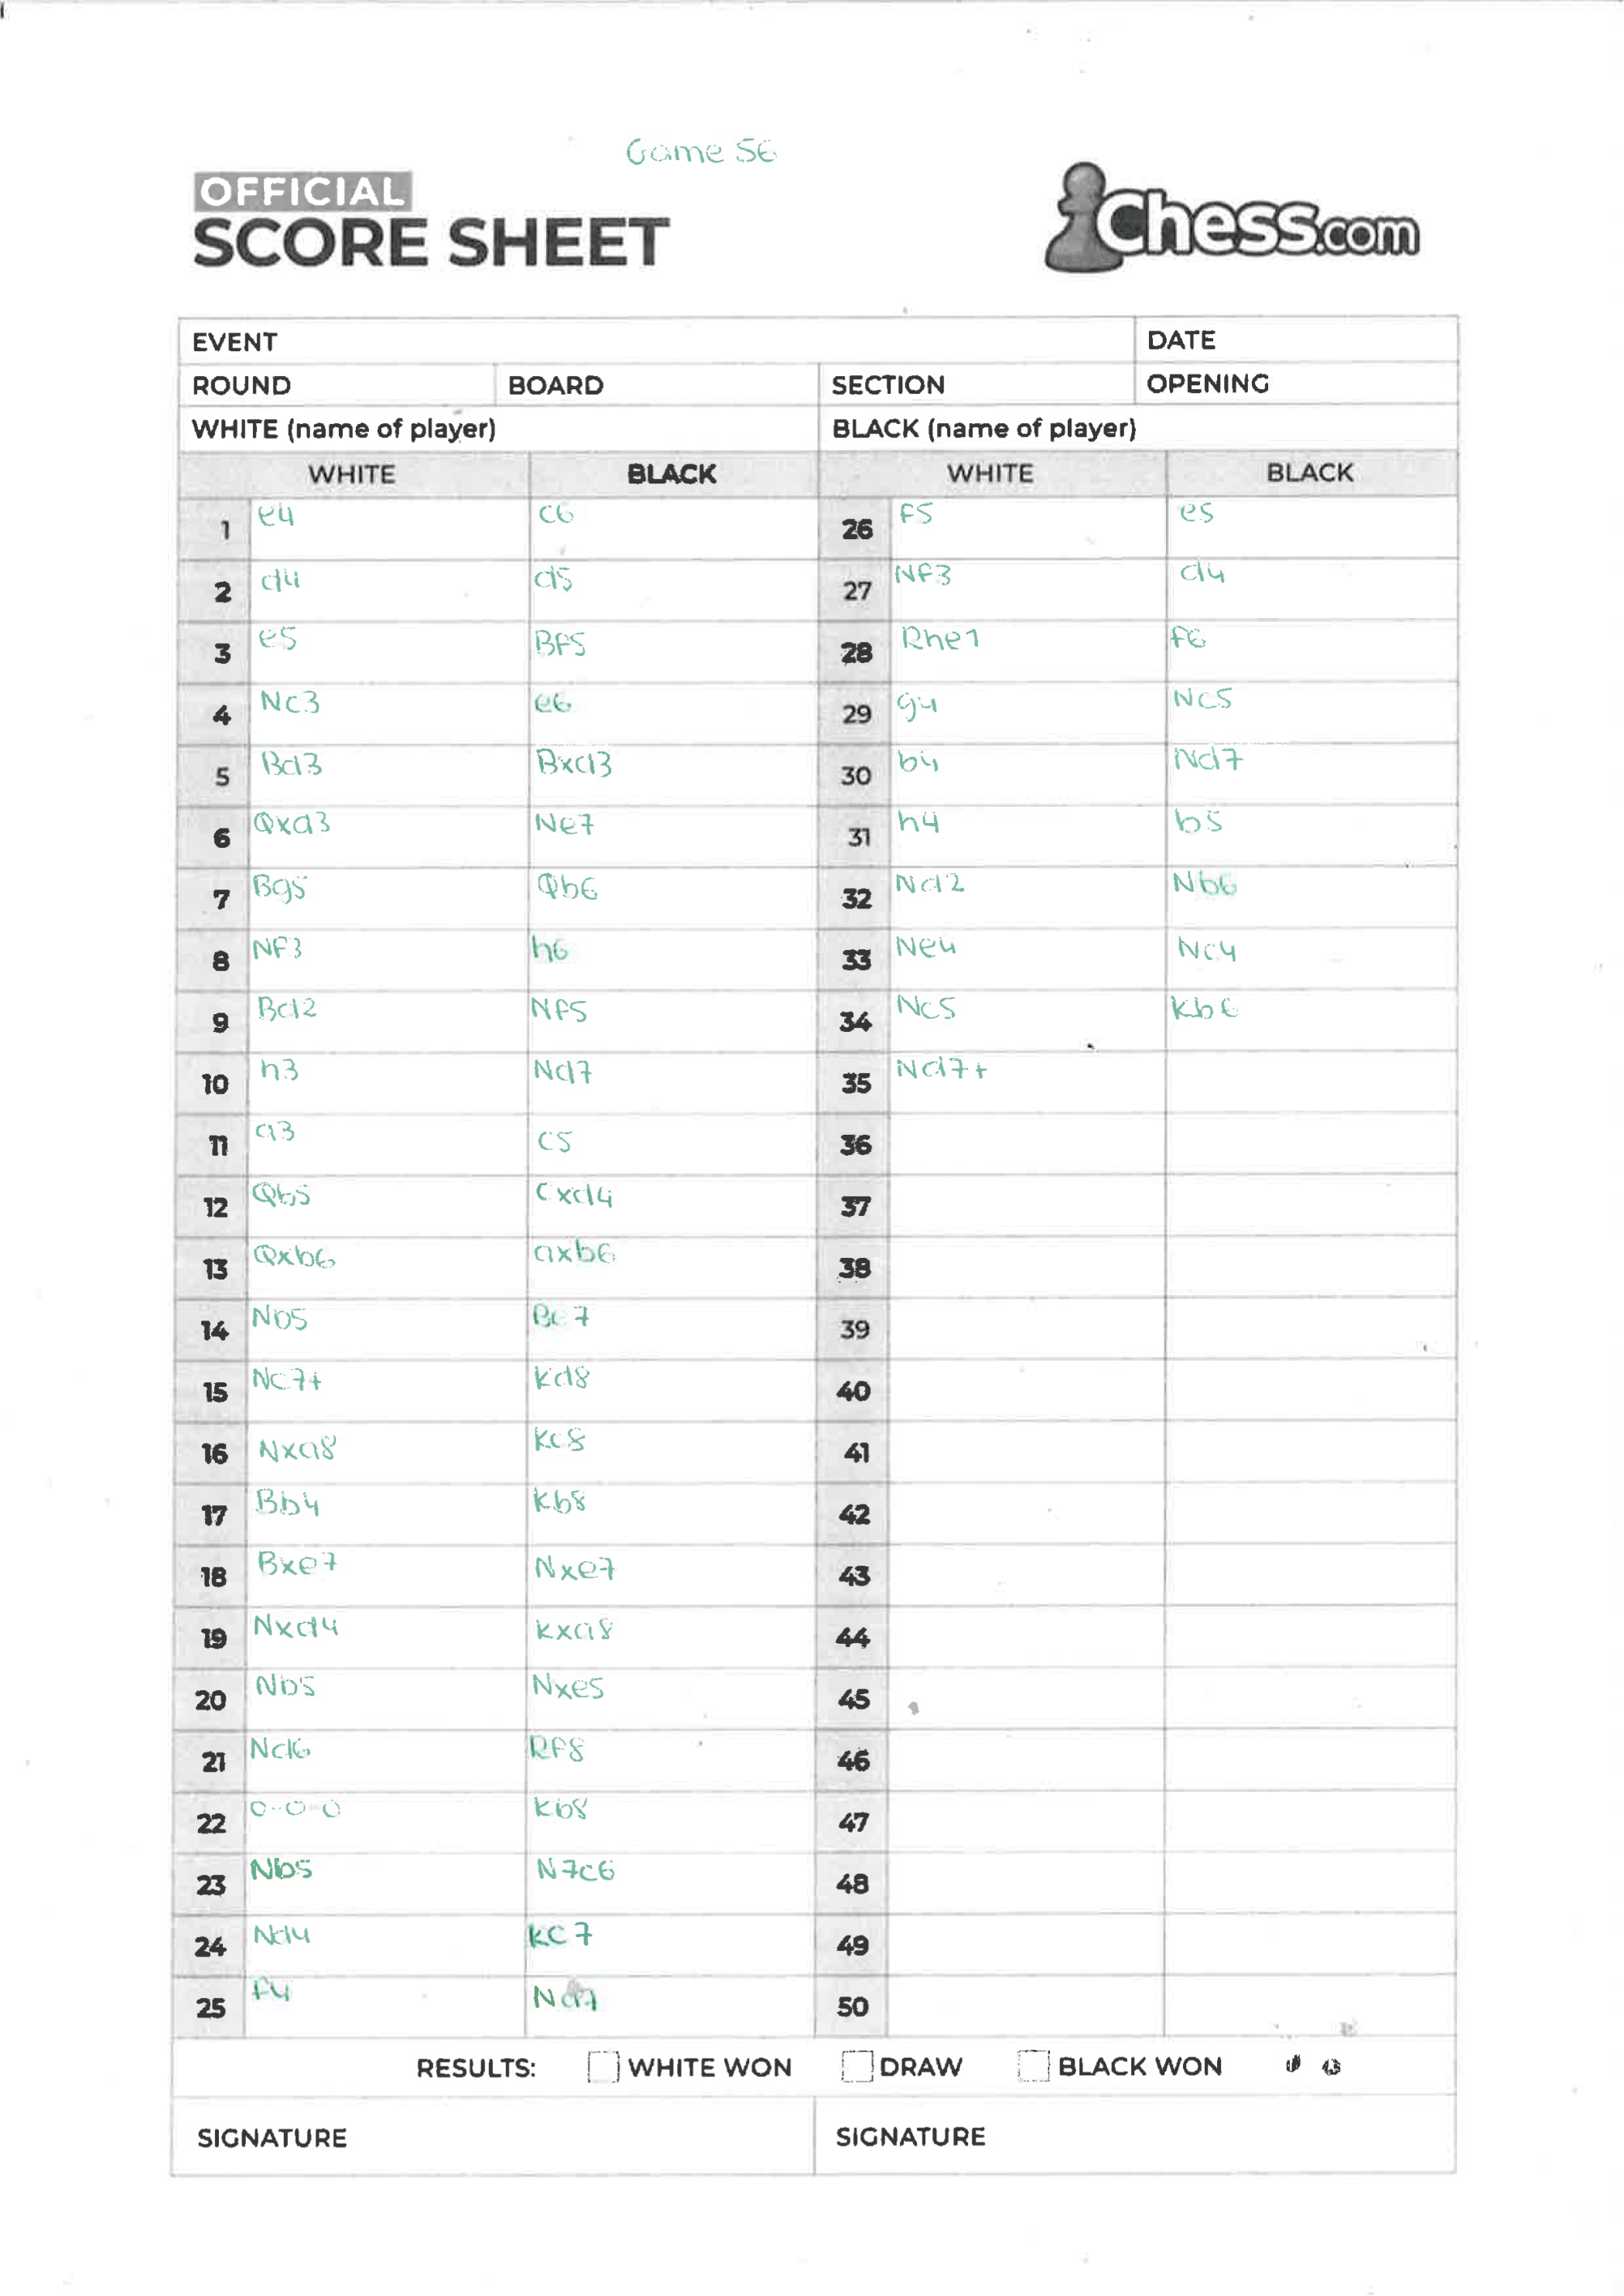 Game 56
OFFICIAL
SCORE SHEET
Chess.com
EVENT DATE
ROUND BOARD SECTION OPENING
WHITE (name of player) BLACK (name of player)
WHITE BLACK WHITE BLACK
1 e4 c6 26 f5 e5
2 d4 d5 27 Nf3 d4
3 e5 Bf5 28 Rhe1 f6
4 Nc3 e6 29 g4 Nc5
5 Bd3 Bxd3 30 b4 Nd7
6 Qxd3 Ne7 31 h4 b5
7 Bg5 Qb6 32 Nd2 Nb6
8 Nf3 h6 33 Ne4 Nc4
9 Bd2 Nf5 34 Nc5 Kb6
10 h3 Nd7 35 Nd7+
11 a3 c5 36
12 Qb5 Cxd4 37
13 Qxb6 axb6 38
14 Nb5 Be7 39
15 Nc7+ Kd8 40
16 Nxa8 Kc8 41
17 Bb4 Kb8 42
18 Bxe7 Nxe7 43
19 Nxd4 Kxa8 44
20 Nb5 Nxe5 45
21 Nd6 Rf8 46
22 0-0-0 Kb8 47
23 Nb5 N7c6 48
24 Nd4 KC7 49
25 f4 Nd7 50
RESULTS: WHITE WON DRAW BLACK WON
SIGNATURE SIGNATURE